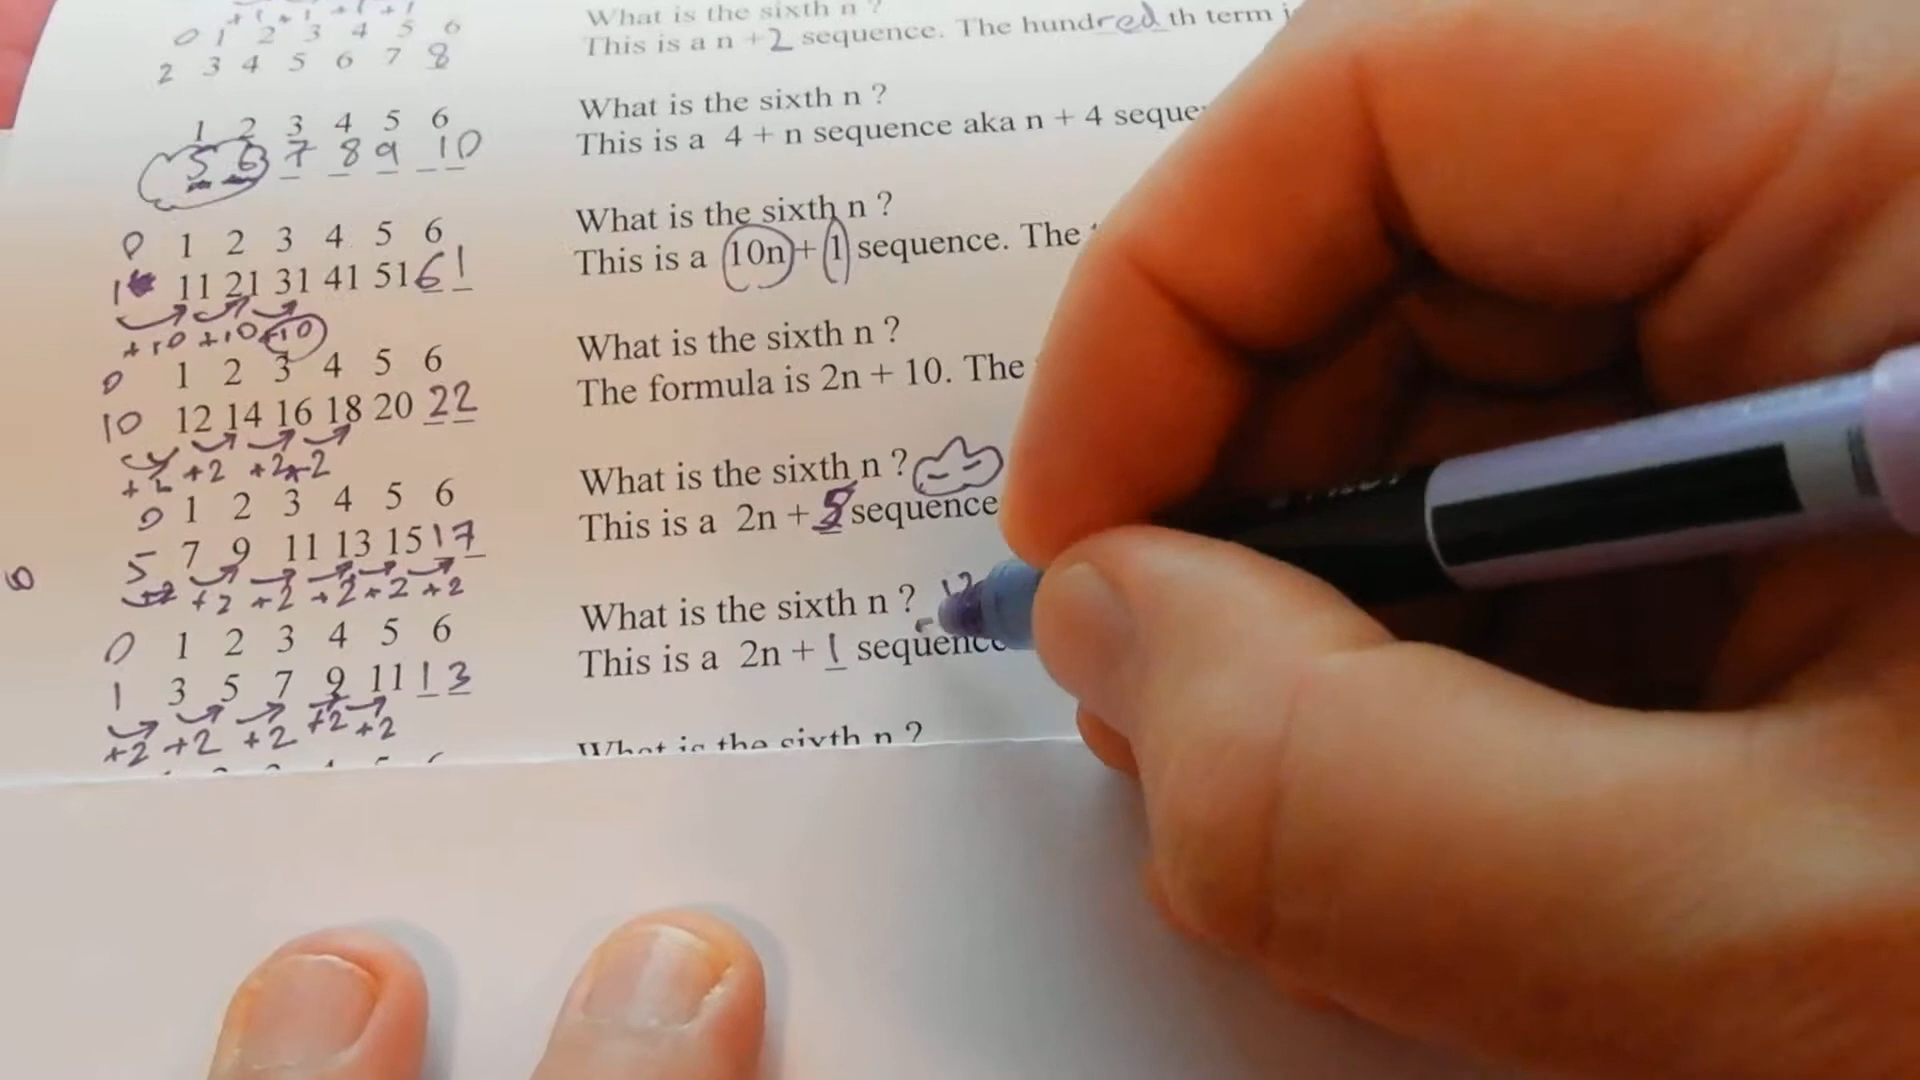 +1 +1 +1 +1
0 1 2 3 4 5 6
2 3 4 5 6 7 8
What is the sixth n ?
This is a n + 2 sequence. The hundred th term
1 2 3 4 5 6
5 6 7 8 9 10
What is the sixth n ?
This is a 4 + n sequence aka n + 4
0 1 2 3 4 5 6
1 11 21 31 41 51 61
+10 +10 +10
What is the sixth n ?
This is a 10n + 1 sequence. The
0 1 2 3 4 5 6
10 12 14 16 18 20 22
+2 +2 +2 +2
What is the sixth n ?
The formula is 2n + 10. The
0 1 2 3 4 5 6
5 7 9 11 13 15 17
+2 +2 +2 +2 +2 +2
What is the sixth n ?
This is a 2n + sequence
0 1 2 3 4 5 6
1 3 5 7 9 11 13
+2 +2 +2 +2 +2
What is the sixth n ?
This is a 2n + 1 sequence
What is the sixth n ?